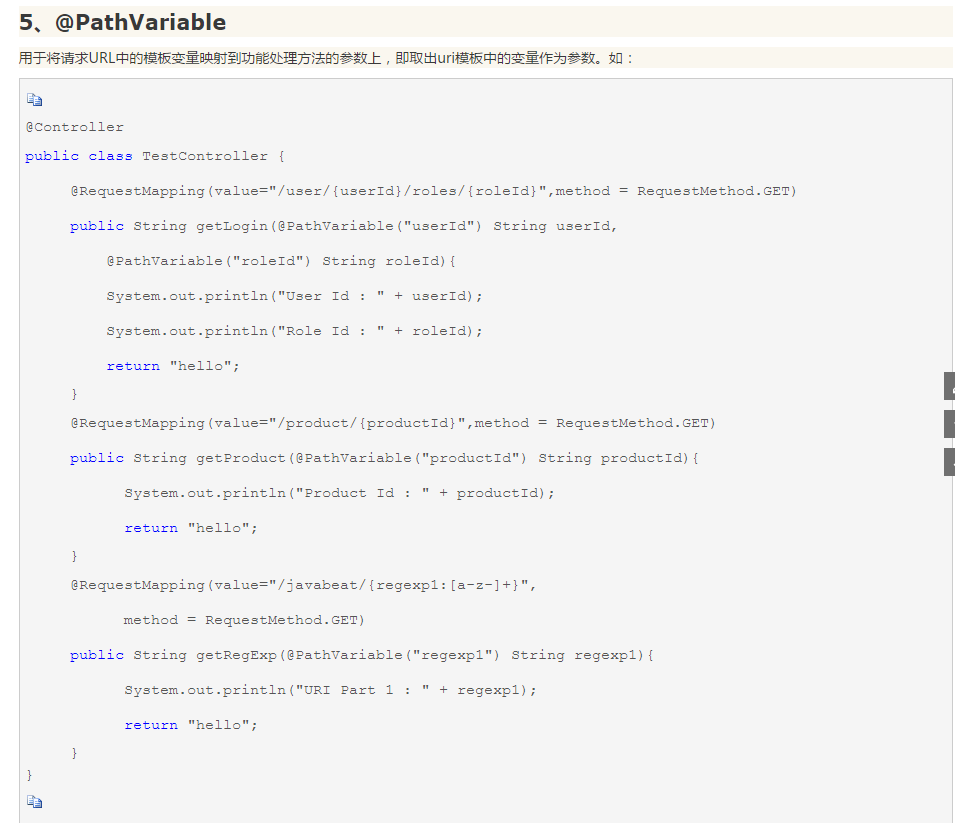 5、@PathVariable
用于将请求URL中的模板变量映射到功能处理方法的参数上，即取出uri模板中的变量作为参数。如：
@Controller
public class TestController {
@RequestMapping(value="/user/{userId}/roles/{roleId}",method = RequestMethod.GET)
public String getLogin(@PathVariable("userId") String userId,
@PathVariable("roleId") String roleId){
System.out.println("User Id : " + userId);
System.out.println("Role Id : " + roleId);
return "hello";
}
@RequestMapping(value="/product/{productId}",method = RequestMethod.GET)
public String getProduct(@PathVariable("productId") String productId){
System.out.println("Product Id : " + productId);
return "hello";
}
@RequestMapping(value="/javabeat/{regexp1:[a-z-]+}",
method = RequestMethod.GET)
public String getRegExp(@PathVariable("regexp1") String regexp1){
System.out.println("URI Part 1 : " + regexp1);
return "hello";
}
}